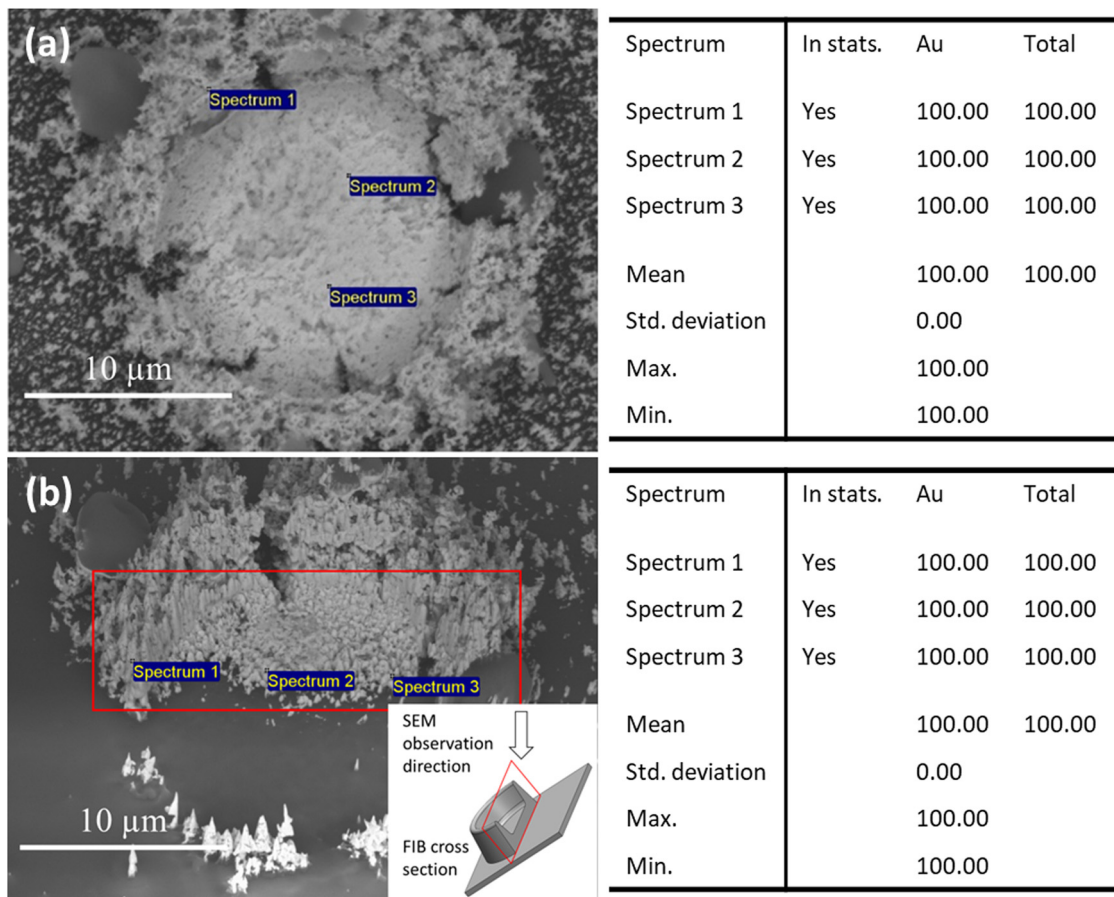 (a)
Spectrum 1
Spectrum 2
Spectrum 3
10 µm
Spectrum In stats. Au Total
Spectrum 1 Yes 100.00 100.00
Spectrum 2 Yes 100.00 100.00
Spectrum 3 Yes 100.00 100.00
Mean 100.00 100.00
Std. deviation 0.00
Max. 100.00
Min. 100.00
(b)
Spectrum 1
Spectrum 2
Spectrum 3
10 µm
SEM
observation
direction
FIB cross
section
Spectrum In stats. Au Total
Spectrum 1 Yes 100.00 100.00
Spectrum 2 Yes 100.00 100.00
Spectrum 3 Yes 100.00 100.00
Mean 100.00 100.00
Std. deviation 0.00
Max. 100.00
Min. 100.00